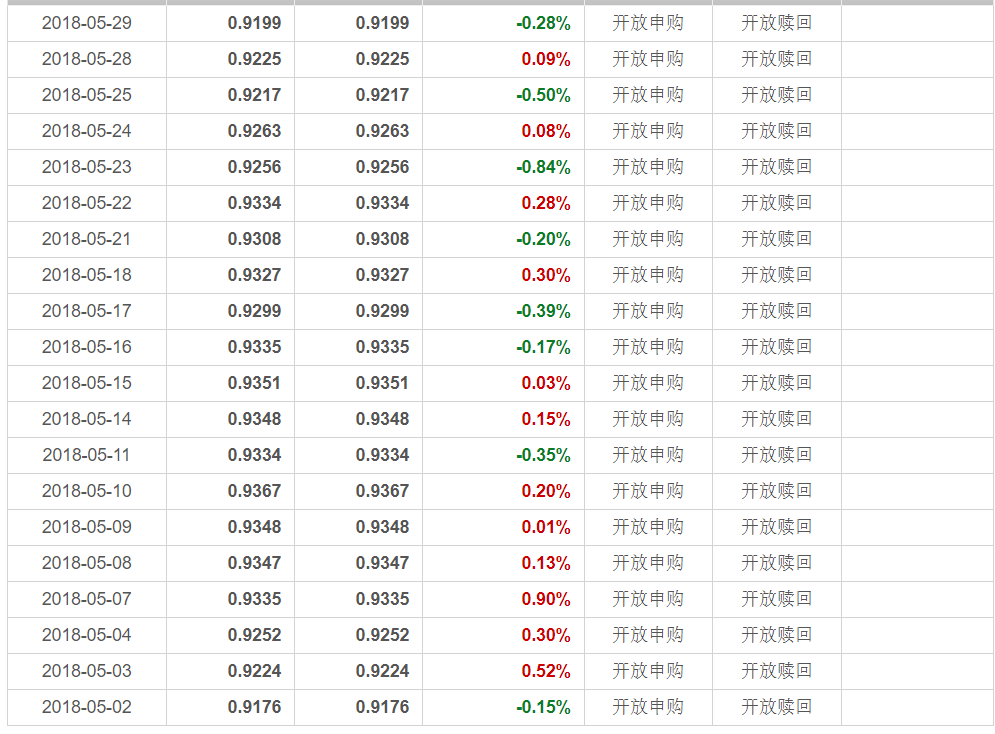 2018-05-29 0.9199 0.9199 -0.28% 开放申购 开放赎回
2018-05-28 0.9225 0.9225 0.09% 开放申购 开放赎回
2018-05-25 0.9217 0.9217 -0.50% 开放申购 开放赎回
2018-05-24 0.9263 0.9263 0.08% 开放申购 开放赎回
2018-05-23 0.9256 0.9256 -0.84% 开放申购 开放赎回
2018-05-22 0.9334 0.9334 0.28% 开放申购 开放赎回
2018-05-21 0.9308 0.9308 -0.20% 开放申购 开放赎回
2018-05-18 0.9327 0.9327 0.30% 开放申购 开放赎回
2018-05-17 0.9299 0.9299 -0.39% 开放申购 开放赎回
2018-05-16 0.9335 0.9335 -0.17% 开放申购 开放赎回
2018-05-15 0.9351 0.9351 0.03% 开放申购 开放赎回
2018-05-14 0.9348 0.9348 0.15% 开放申购 开放赎回
2018-05-11 0.9334 0.9334 -0.35% 开放申购 开放赎回
2018-05-10 0.9367 0.9367 0.20% 开放申购 开放赎回
2018-05-09 0.9348 0.9348 0.01% 开放申购 开放赎回
2018-05-08 0.9347 0.9347 0.13% 开放申购 开放赎回
2018-05-07 0.9335 0.9335 0.90% 开放申购 开放赎回
2018-05-04 0.9252 0.9252 0.30% 开放申购 开放赎回
2018-05-03 0.9224 0.9224 0.52% 开放申购 开放赎回
2018-05-02 0.9176 0.9176 -0.15% 开放申购 开放赎回